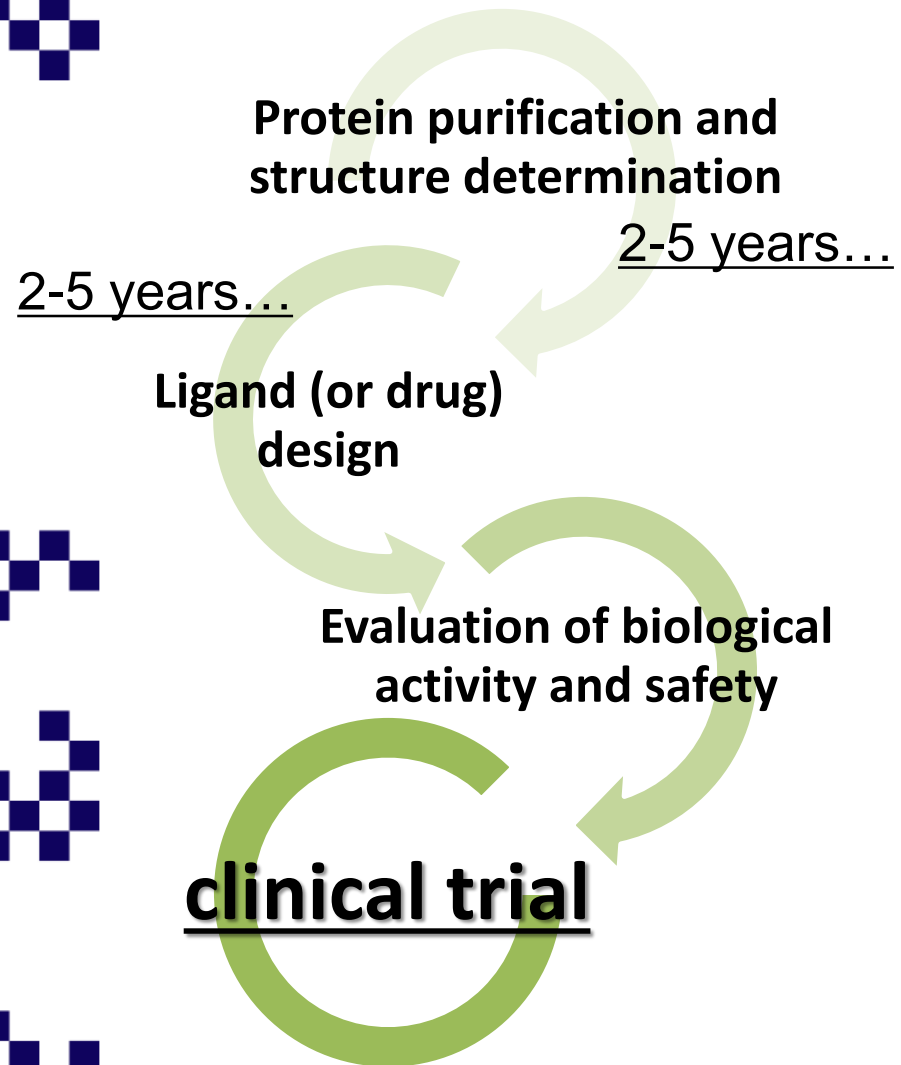 Protein purification and
structure determination
2-5 years…
2-5 years…
Ligand (or drug)
design
Evaluation of biological
activity and safety
clinical trial